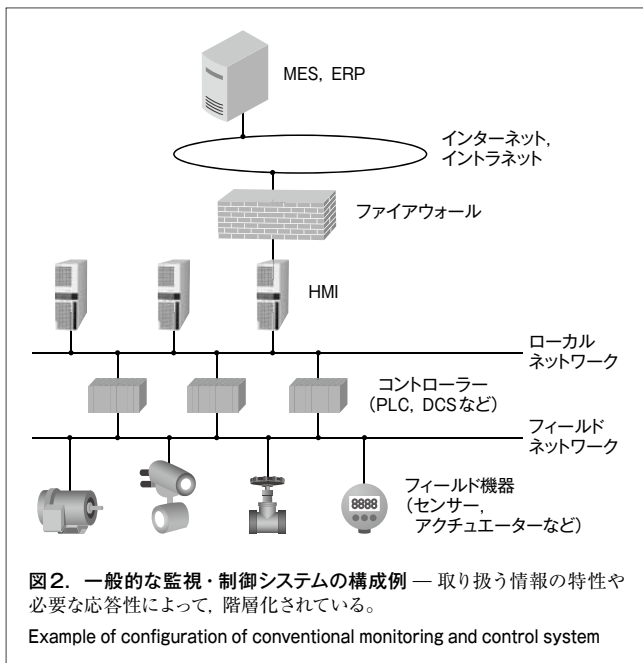 MES, ERP
インターネット,
イントラネット
ファイアウォール
HMI
ローカル
ネットワーク
コントローラー
(PLC, DCSなど)
フィールド
ネットワーク
8888
フィールド機器
(センサー,
アクチュエーターなど)
図2. 一般的な監視・制御システムの構成例 — 取り扱う情報の特性や
必要な応答性によって, 階層化されている。
Example of configuration of conventional monitoring and control system